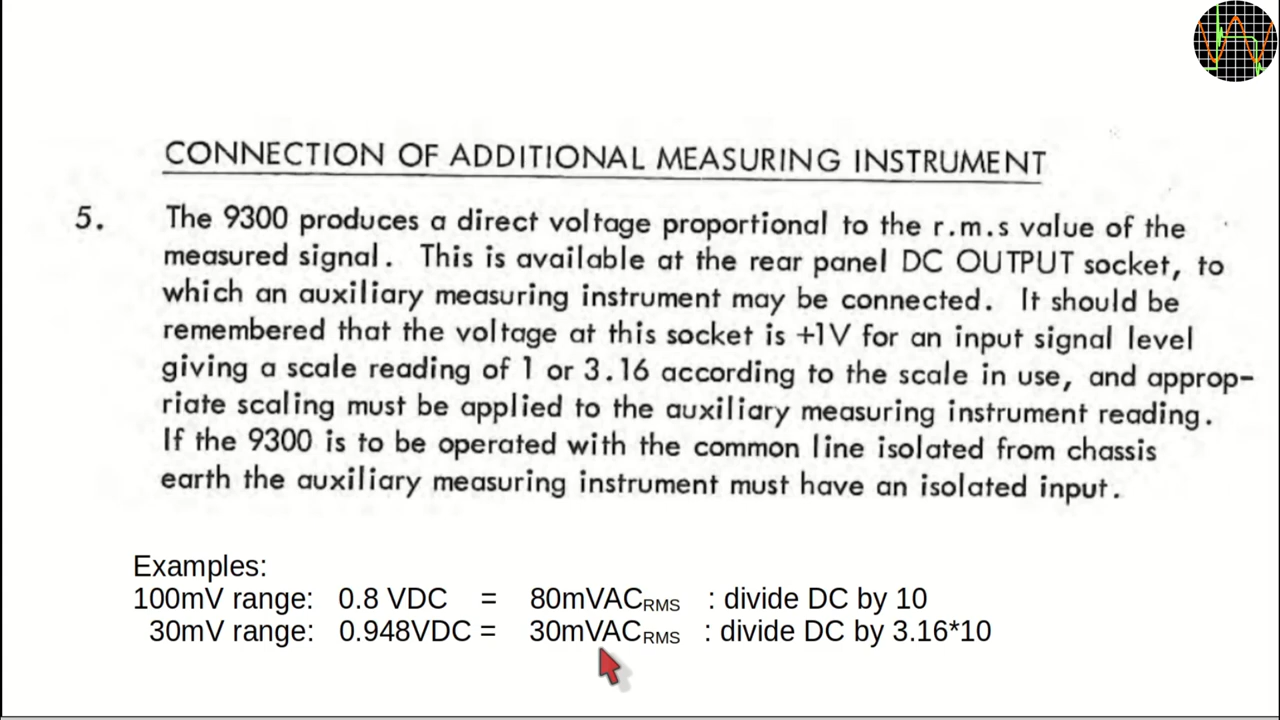 CONNECTION OF ADDITIONAL MEASURING INSTRUMENT
5. The 9300 produces a direct voltage proportional to the r.m.s value of the
measured signal. This is available at the rear panel DC OUTPUT socket, to
which an auxiliary measuring instrument may be connected. It should be
remembered that the voltage at this socket is +1V for an input signal level
giving a scale reading of 1 or 3.16 according to the scale in use, and approp-
riate scaling must be applied to the auxiliary measuring instrument reading.
If the 9300 is to be operated with the common line isolated from chassis
earth the auxiliary measuring instrument must have an isolated input.
Examples:
100mV range: 0.8 VDC = 80mVACRMS : divide DC by 10
30mV range: 0.948VDC = 30mVACRMS : divide DC by 3.16*10